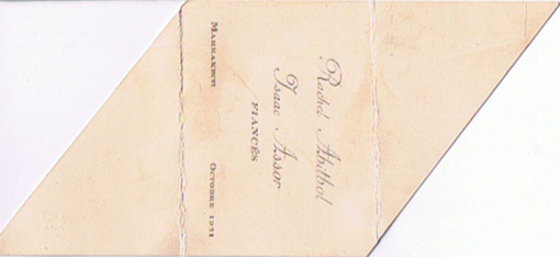 Rachel Abitbol
Isaac Assor
FIANCÉS
MARRAKECH OCTOBRE 1931